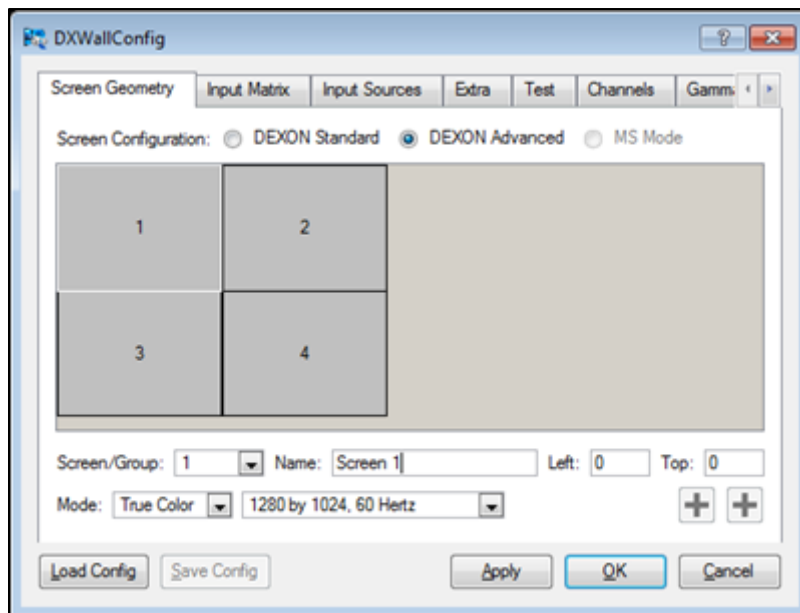 DXWallConfig
Screen Geometry Input Matrix Input Sources Extra Test Channels Gamm
Screen Configuration: DEXON Standard DEXON Advanced MS Mode
1 2
3 4
Screen/Group: 1 Name: Screen 1 Left: 0 Top: 0
Mode: True Color 1280 by 1024, 60 Hertz
Load Config Save Config Apply OK Cancel